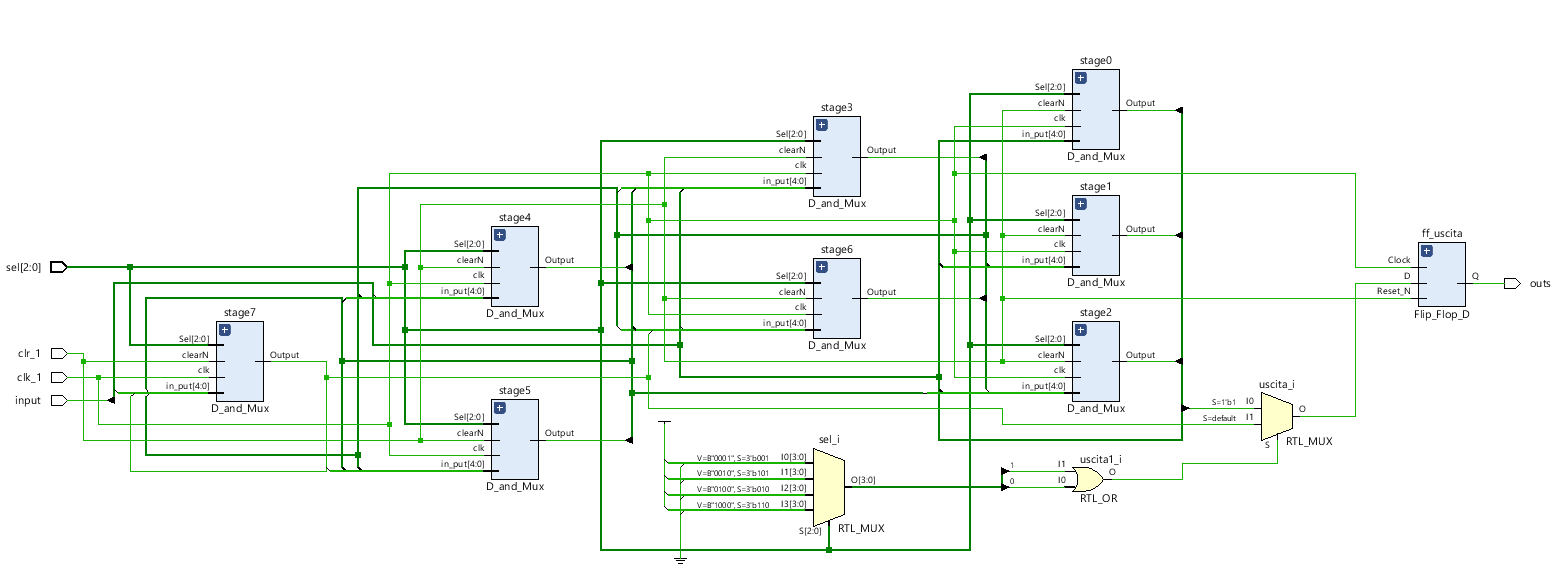 stage0
Sel[2:0]
clearN
clk
in_put[4:0]
Output
D_and_Mux
stage3
Sel[2:0]
clearN
clk
in_put[4:0]
Output
D_and_Mux
stage1
Sel[2:0]
clearN
clk
in_put[4:0]
Output
D_and_Mux
stage4
Sel[2:0]
clearN
clk
in_put[4:0]
Output
D_and_Mux
stage6
Sel[2:0]
clearN
clk
in_put[4:0]
Output
D_and_Mux
ff_uscita
Clock
D
Reset_N
Q
Flip_Flop_D
outs
sel[2:0]
clr_1
clk_1
input
stage7
Sel[2:0]
clearN
clk
in_put[4:0]
Output
D_and_Mux
stage2
Sel[2:0]
clearN
clk
in_put[4:0]
Output
D_and_Mux
stage5
Sel[2:0]
clearN
clk
in_put[4:0]
Output
D_and_Mux
uscita_i
S=1'b1 I0
S=default I1
O
S
RTL_MUX
sel_i
V=B"0001", S=3'b001 I0[3:0]
V=B"0010", S=3'b101 I1[3:0]
V=B"0100", S=3'b010 I2[3:0]
V=B"1000", S=3'b110 I3[3:0]
O[3:0]
S[2:0]
RTL_MUX
uscita1_i
1 I1
0 I0
O
RTL_OR